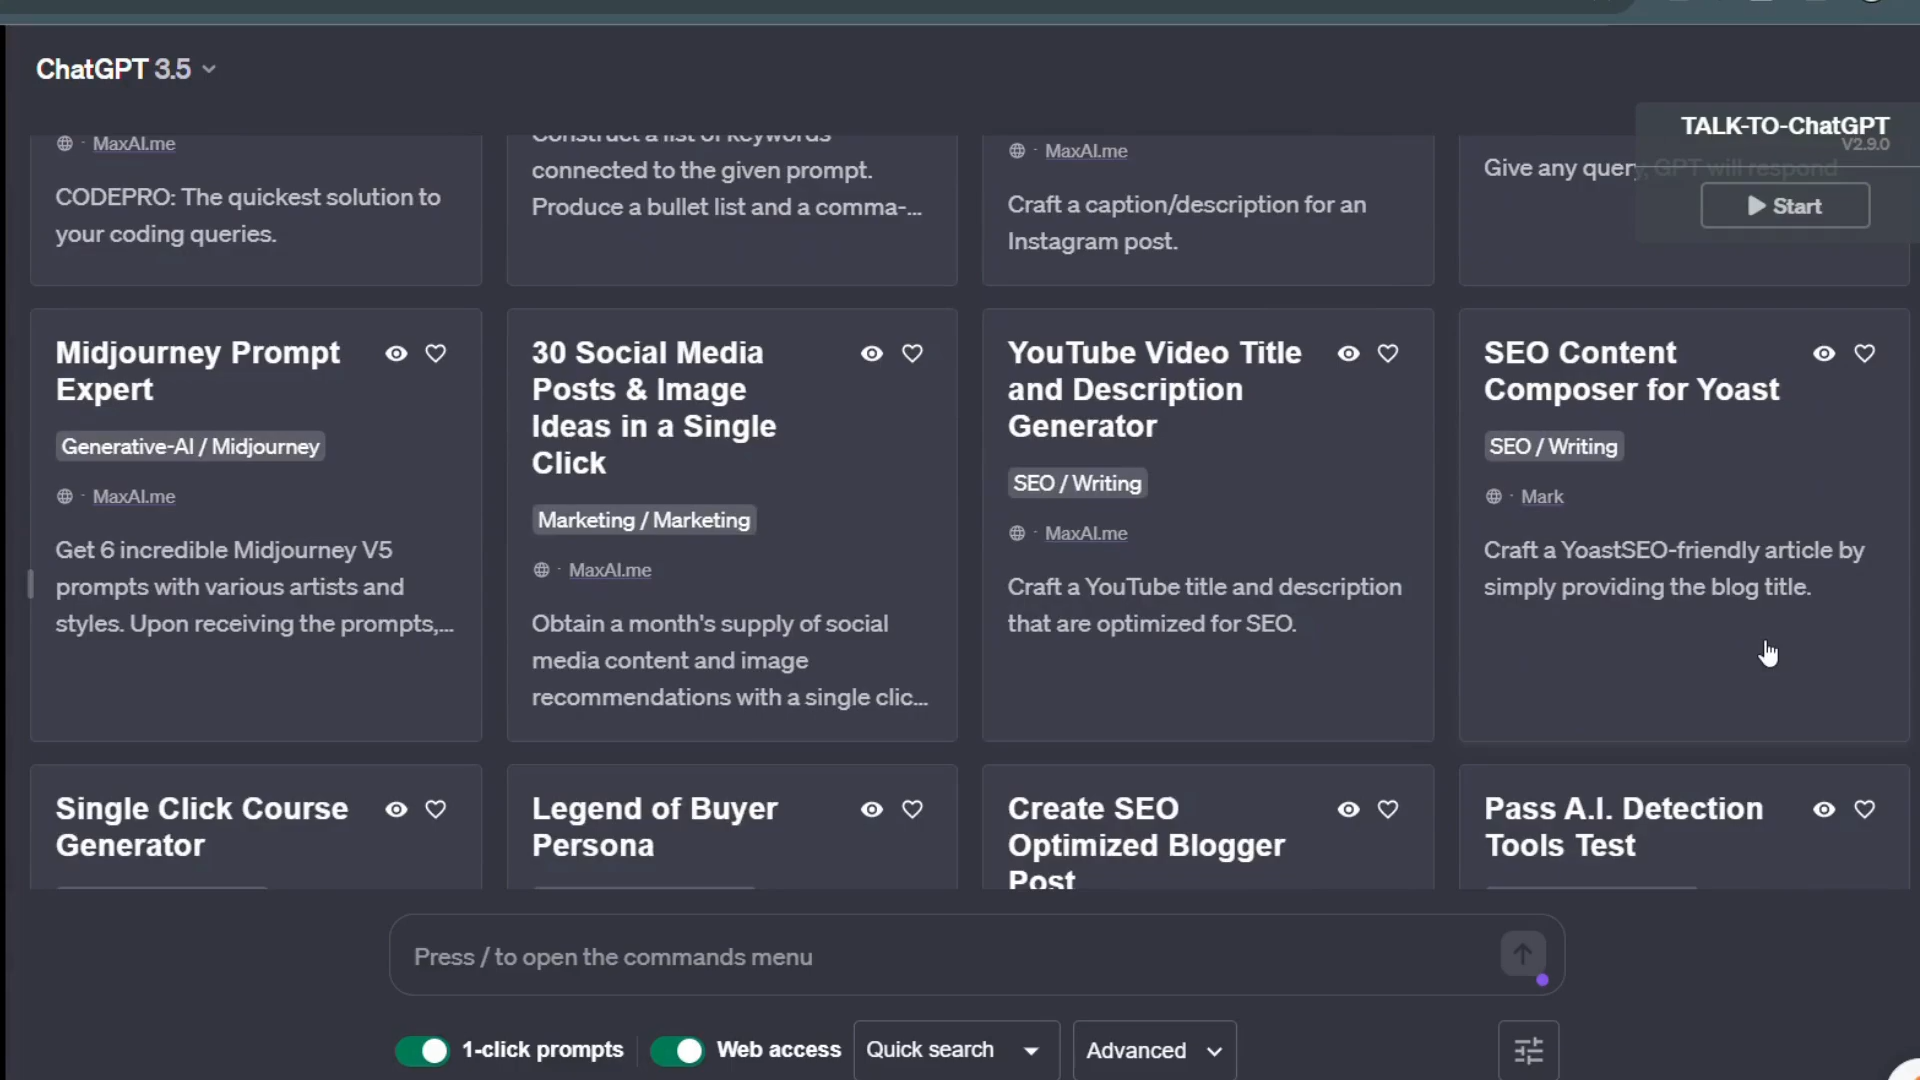 ChatGPT 3.5
TALK-TO-ChatGPT
V2.9.0
Start
MaxAI.me
CODEPRO: The quickest solution to
your coding queries.
Construct a list of keywords
connected to the given prompt.
Produce a bullet list and a comma-...
MaxAI.me
Craft a caption/description for an
Instagram post.
Give any query, GPT will respond
Midjourney Prompt
Expert
Generative-AI / Midjourney
MaxAI.me
Get 6 incredible Midjourney V5
prompts with various artists and
styles. Upon receiving the prompts,...
30 Social Media
Posts & Image
Ideas in a Single
Click
Marketing / Marketing
MaxAI.me
Obtain a month's supply of social
media content and image
recommendations with a single clic...
YouTube Video Title
and Description
Generator
SEO / Writing
MaxAI.me
Craft a YouTube title and description
that are optimized for SEO.
SEO Content
Composer for Yoast
SEO / Writing
Mark
Craft a YoastSEO-friendly article by
simply providing the blog title.
Single Click Course
Generator
Legend of Buyer
Persona
Create SEO
Optimized Blogger
Post
Pass A.I. Detection
Tools Test
Press / to open the commands menu
1-click prompts
Web access
Quick search
Advanced